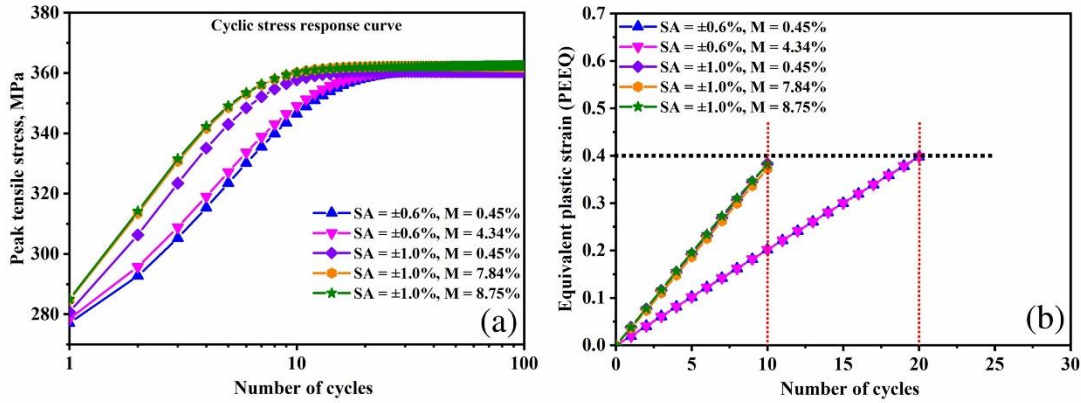 Cyclic stress response curve
Peak tensile stress, MPa
380
360
340
320
300
280
SA = ±0.6%, M = 0.45%
SA = ±0.6%, M = 4.34%
SA = ±1.0%, M = 0.45%
SA = ±1.0%, M = 7.84%
SA = ±1.0%, M = 8.75%
(a)
1 10 100
Number of cycles
Equivalent plastic strain (PEEQ)
0.7
0.6
0.5
0.4
0.3
0.2
0.1
0.0
SA = ±0.6%, M = 0.45%
SA = ±0.6%, M = 4.34%
SA = ±1.0%, M = 0.45%
SA = ±1.0%, M = 7.84%
SA = ±1.0%, M = 8.75%
(b)
0 5 10 15 20 25 30
Number of cycles